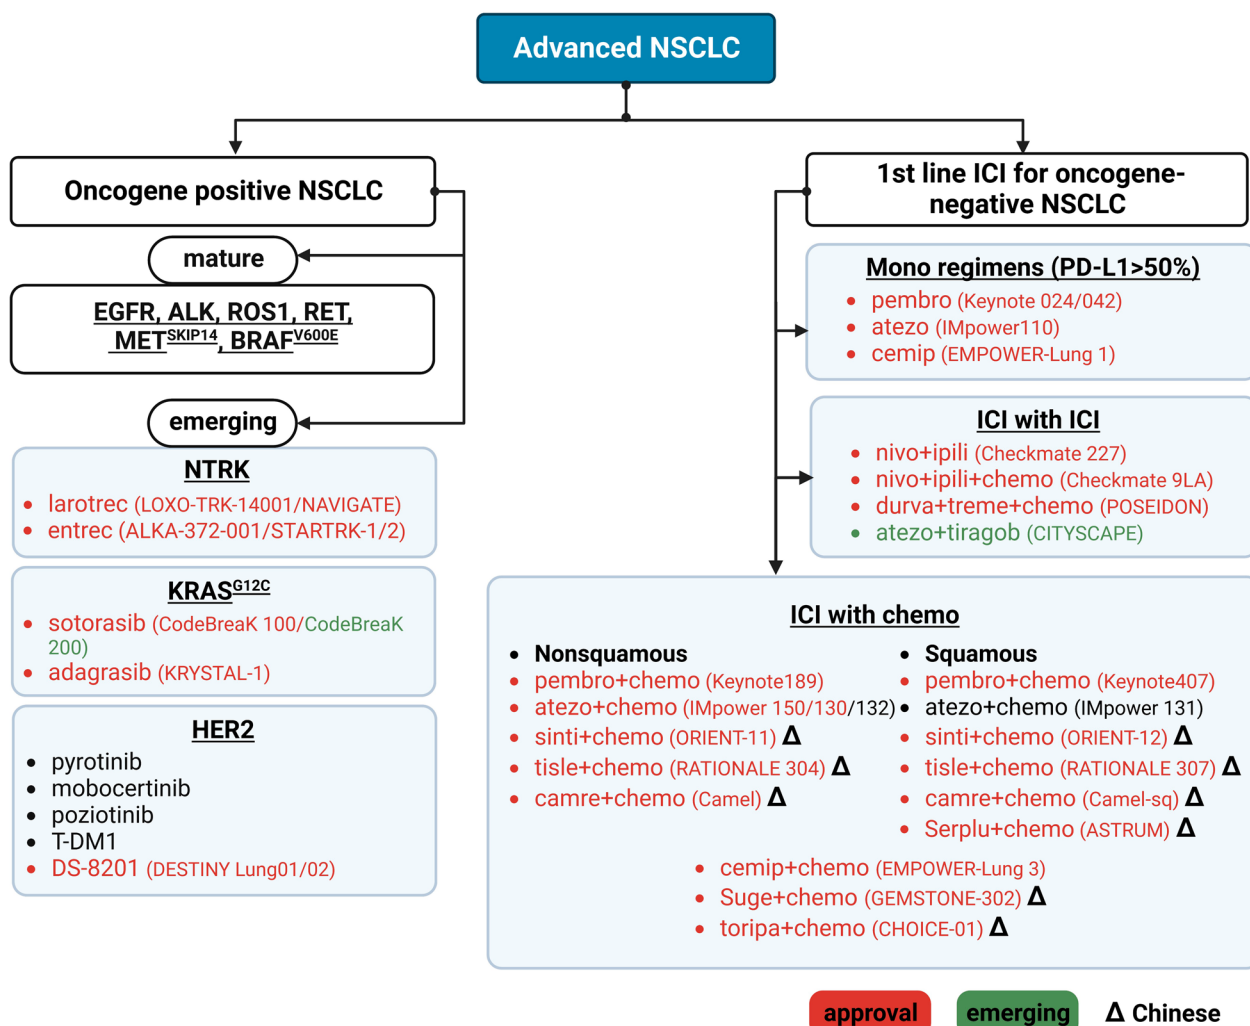 Advanced NSCLC
Oncogene positive NSCLC
mature
EGFR, ALK, ROS1, RET,
MET^SKIP14, BRAF^V600E
emerging
NTRK
• larotrec (LOXO-TRK-14001/NAVIGATE)
• entrec (ALKA-372-001/STARTRK-1/2)
KRAS^G12C
• sotorasib (CodeBreaK 100/CodeBreaK
200)
• adagrasib (KRYSTAL-1)
HER2
• pyrotinib
• mobocertinib
• poziotinib
• T-DM1
• DS-8201 (DESTINY Lung01/02)
1st line ICI for oncogene-
negative NSCLC
Mono regimens (PD-L1>50%)
• pembro (Keynote 024/042)
• atezo (IMpower110)
• cemip (EMPOWER-Lung 1)
ICI with ICI
• nivo+ipili (Checkmate 227)
• nivo+ipili+chemo (Checkmate 9LA)
• durva+treme+chemo (POSEIDON)
• atezo+tiragob (CITYSCAPE)
ICI with chemo
• Nonsquamous
• pembro+chemo (Keynote189)
• atezo+chemo (IMpower 150/130/132)
• sinti+chemo (ORIENT-11) Δ
• tisle+chemo (RATIONALE 304) Δ
• camre+chemo (Camel) Δ
• Squamous
• pembro+chemo (Keynote407)
• atezo+chemo (IMpower 131)
• sinti+chemo (ORIENT-12) Δ
• tisle+chemo (RATIONALE 307) Δ
• camre+chemo (Camel-sq) Δ
• Serplu+chemo (ASTRUM) Δ
• cemip+chemo (EMPOWER-Lung 3)
• Suge+chemo (GEMSTONE-302) Δ
• toripa+chemo (CHOICE-01) Δ
approval
emerging
Δ Chinese